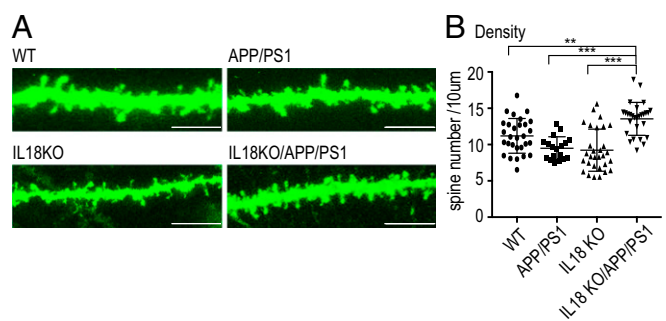 A
WT
APP/PS1
IL18KO
IL18KO/APP/PS1
B
Density
**
***
***
spine number /10um
20
15
10
5
0
WT
APP/PS1
IL18 KO
IL18 KO/APP/PS1